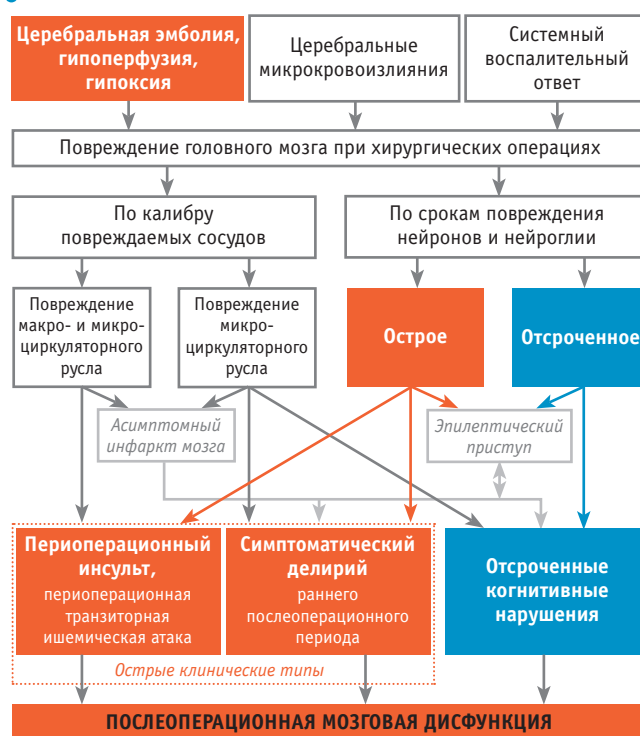 Церебральная эмболия,
гипоперфузия,
гипоксия
Церебральные
микрокровоизлияния
Системный
воспалительный
ответ
Повреждение головного мозга при хирургических операциях
По калибру
повреждаемых сосудов
По срокам повреждения
нейронов и нейроглии
Повреждение
макро- и микро-
циркуляторного
русла
Повреждение
микро-
циркуляторного
русла
Острое
Отсроченное
Асимптомный
инфаркт мозга
Эпилептический
приступ
Периоперационный
инсульт,
периоперационная
транзиторная
ишемическая атака
Симптоматический
делирий
раннего
послеоперационного
периода
Отсроченные
когнитивные
нарушения
Острые клинические типы
ПОСЛЕОПЕРАЦИОННАЯ МОЗГОВАЯ ДИСФУНКЦИЯ